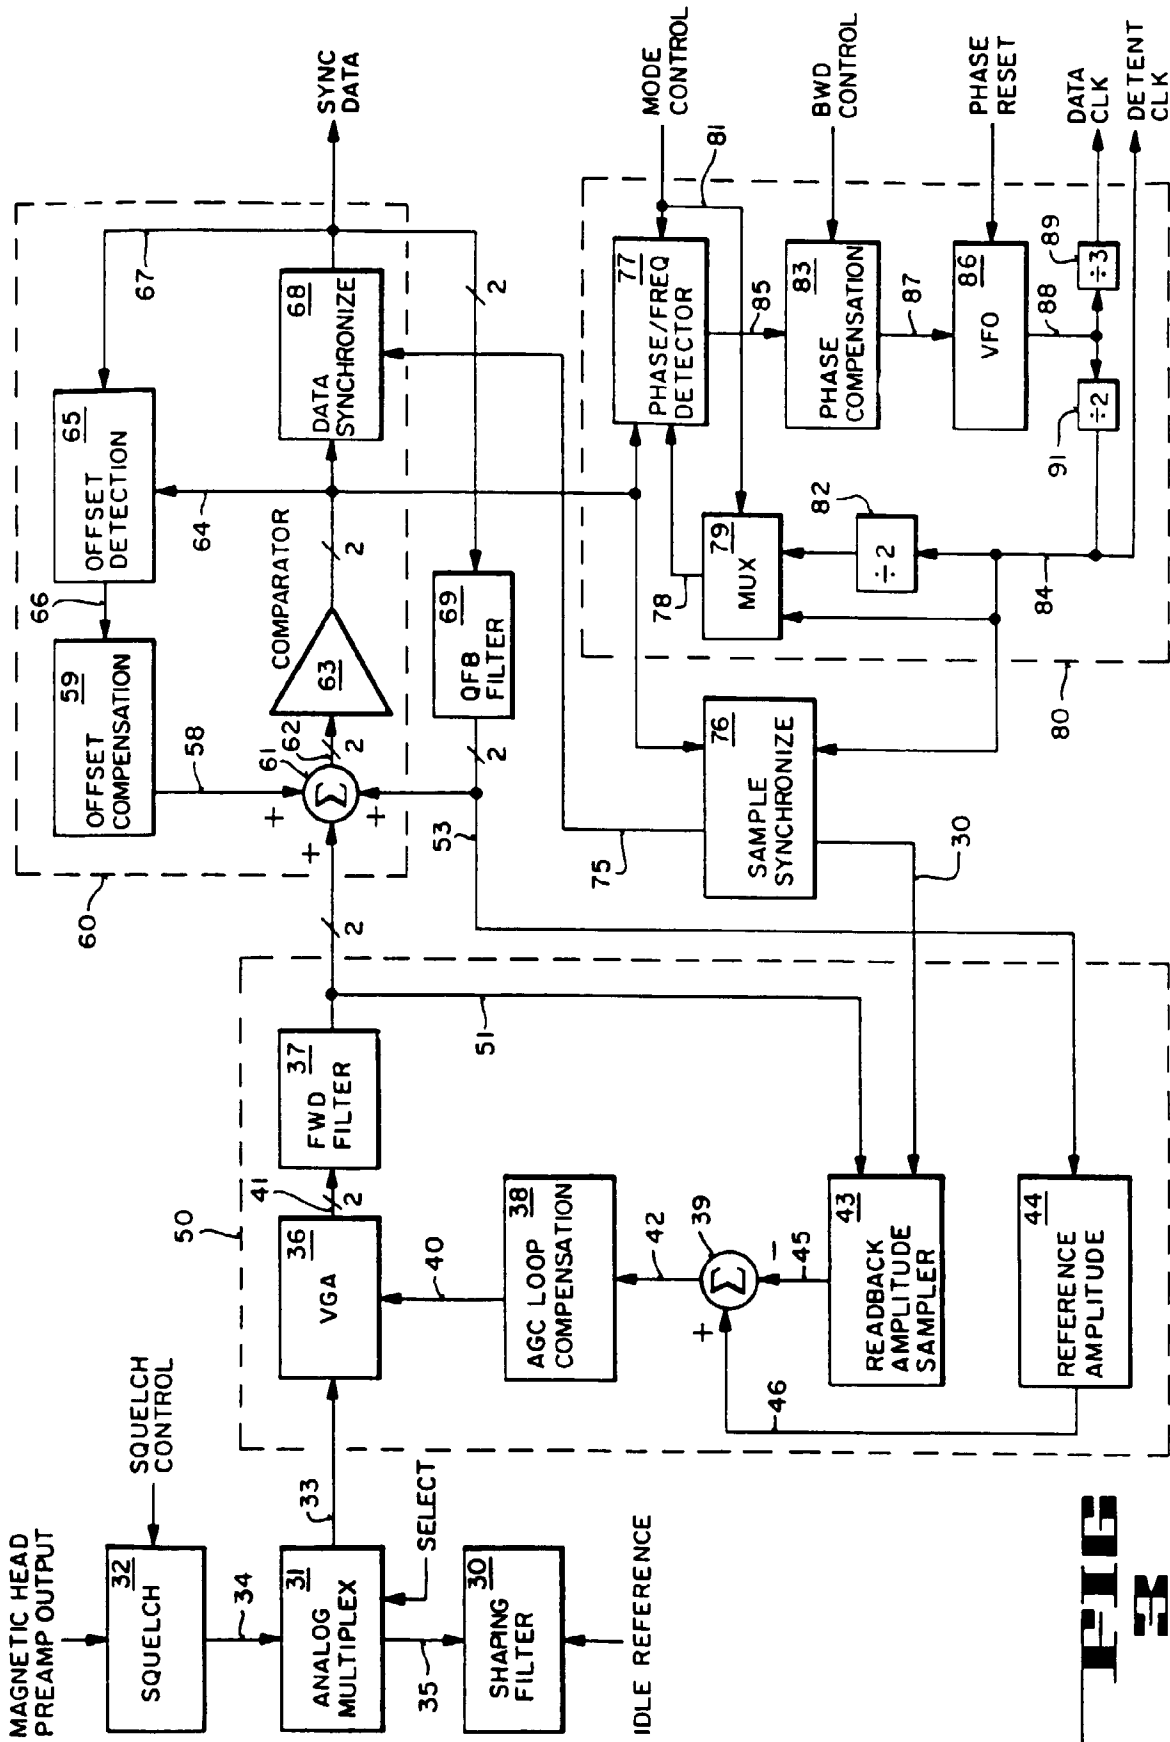 MAGNETIC HEAD
PREAMP OUTPUT
SQUELCH
CONTROL
32
SQUELCH
34
31
ANALOG
MULTIPLEX
33
SELECT
35
30
SHAPING
FILTER
IDLE REFERENCE
50
36
VGA
41
2
37
FWD
FILTER
51
40
38
AGC LOOP
COMPENSATION
42
39
Σ
+
-
45
46
43
READBACK
AMPLITUDE
SAMPLER
44
REFERENCE
AMPLITUDE
2
60
59
OFFSET
COMPENSATION
58
66
65
OFFSET
DETECTION
64
67
+
+
+
Σ
61
62
2
COMPARATOR
63
2
68
DATA
SYNCHRONIZE
SYNC
DATA
2
69
QFB
FILTER
2
53
75
76
SAMPLE
SYNCHRONIZE
30
80
MODE
CONTROL
81
77
PHASE/FREQ
DETECTOR
78
79
MUX
82
÷2
84
85
BWD
CONTROL
83
PHASE
COMPENSATION
87
PHASE
RESET
86
VFO
88
89
÷3
DATA
CLK
91
÷2
DETENT
CLK
FIG
3